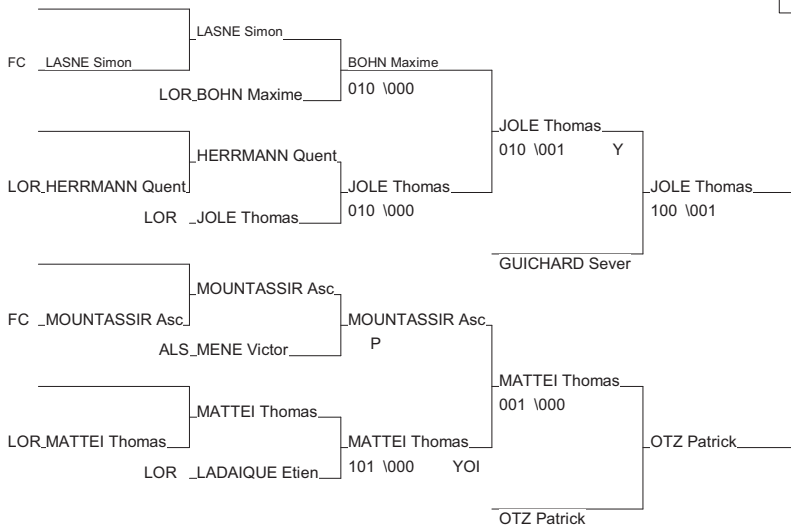 LASNE Simon
FC LASNE Simon
BOHN Maxime
LOR BOHN Maxime
010 \000
JOLE Thomas
010 \001 Y
HERRMANN Quent
LOR HERRMANN Quent
JOLE Thomas
JOLE Thomas
010 \000
100 \001
LOR JOLE Thomas
GUICHARD Sever
MOUNTASSIR Asc
FC MOUNTASSIR Asc
MOUNTASSIR Asc
P
ALS MENE Victor
MATTEI Thomas
001 \000
MATTEI Thomas
LOR MATTEI Thomas
MATTEI Thomas
OTZ Patrick
101 \000 YOI
LOR LADAIQUE Etien
OTZ Patrick